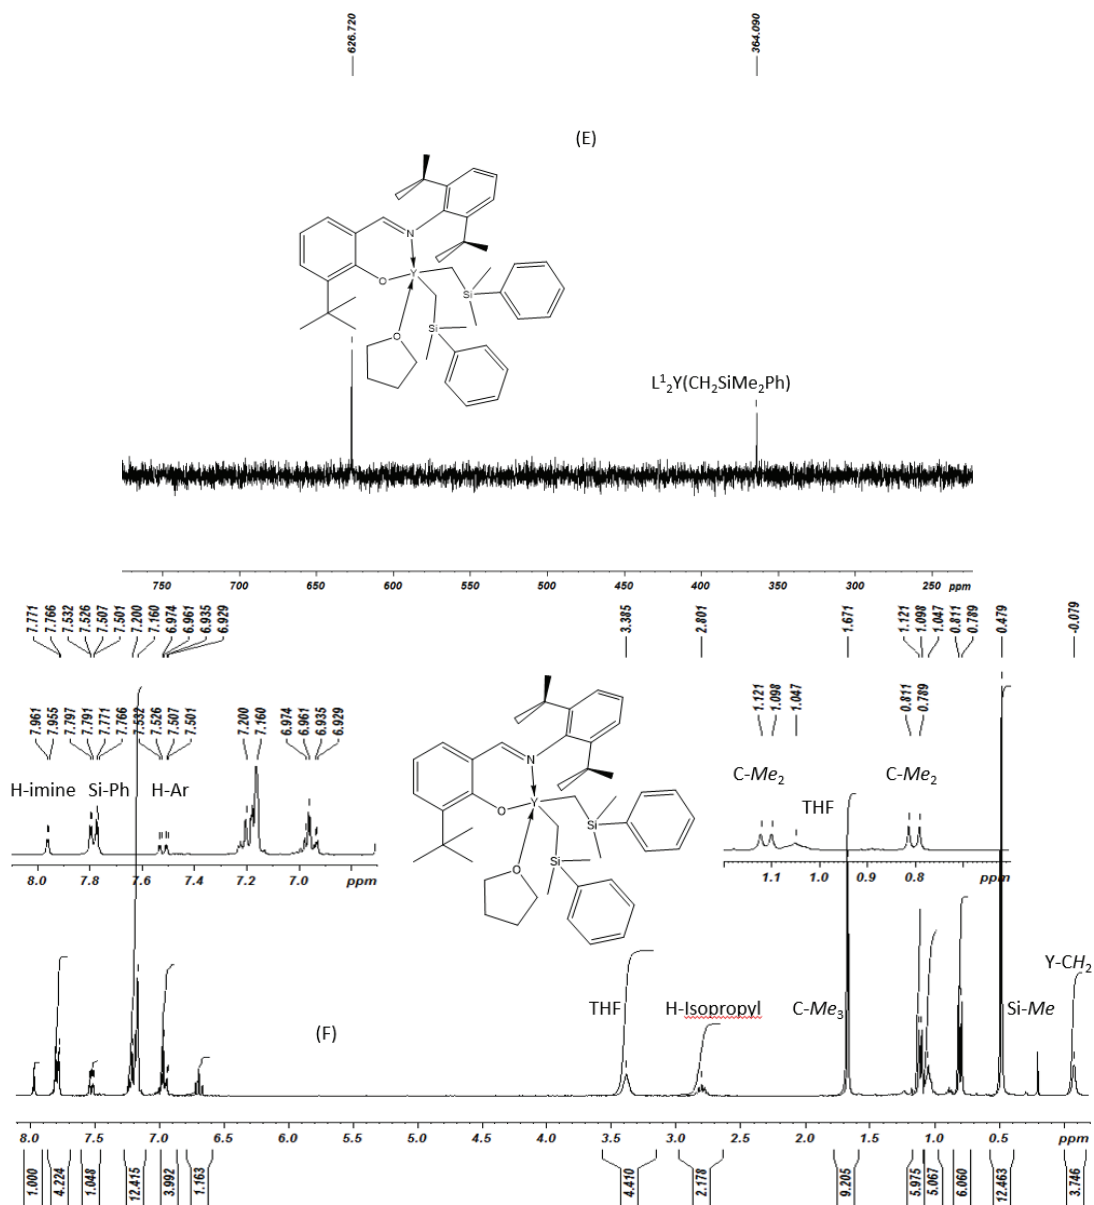 626.720 364.090
(E)
N
O Y
Si
Si
O
L¹₂Y(CH₂SiMe₂Ph)
750 700 650 600 550 500 450 400 350 300 250 ppm
7.771 7.766 7.532 7.526 7.507 7.501 7.200 7.160 6.974 6.961 6.935 6.929 3.385 2.801 1.671 1.121 1.098 1.047 0.811 0.789 0.479 -0.079
7.961 7.955 7.797 7.791 7.771 7.766 7.532 7.526 7.507 7.501 7.200 7.160 6.974 6.961 6.935 6.929 1.121 1.098 1.047 0.811 0.789
H-imine Si-Ph H-Ar
C-Me₂ C-Me₂
THF
N
O Y
Si
Si
O
8.0 7.8 7.6 7.4 7.2 7.0 ppm
1.1 1.0 0.9 0.8 ppm
Y-CH₂
THF H-Isopropyl C-Me₃ Si-Me
(F)
8.0 7.5 7.0 6.5 6.0 5.5 5.0 4.5 4.0 3.5 3.0 2.5 2.0 1.5 1.0 0.5 ppm
1.000 4.224 1.048 12.415 3.992 1.163 4.410 2.178 9.205 5.975 5.067 6.060 12.463 3.746